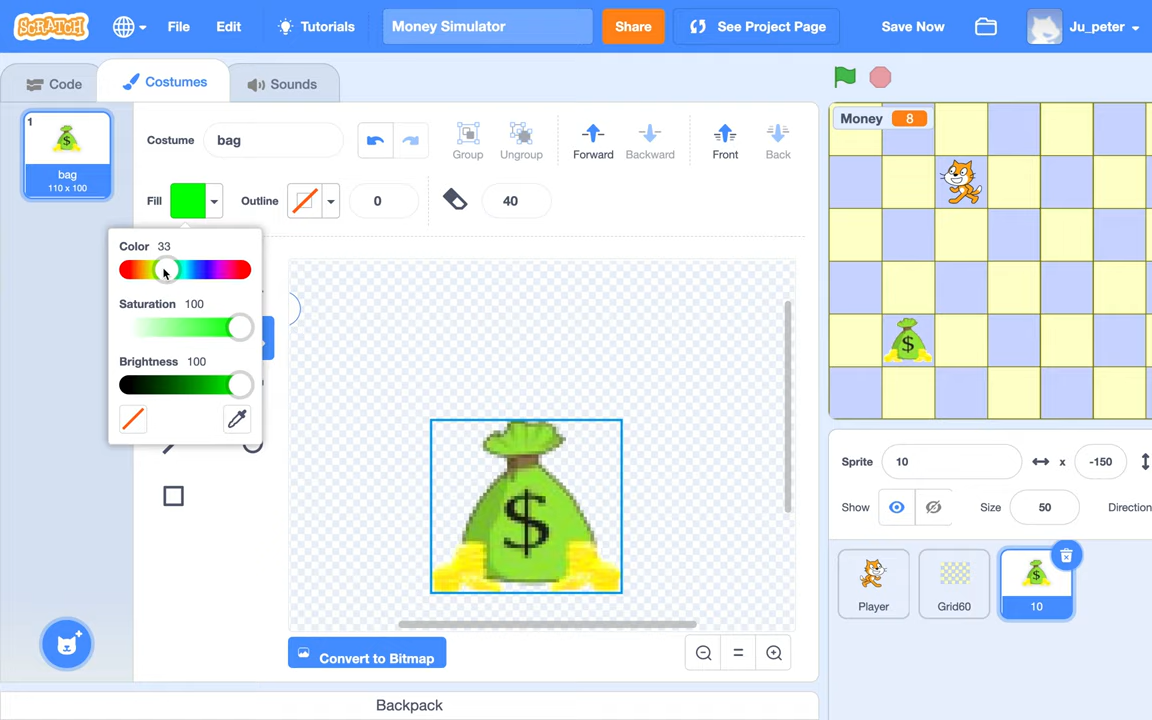 SCRATCH
File
Edit
Tutorials
Money Simulator
Share
See Project Page
Save Now
Ju_peter
Code
Costumes
Sounds
1
bag
110 x 100
Costume
bag
Group
Ungroup
Forward
Backward
Front
Back
Fill
Outline
0
40
Color 33
Saturation 100
Brightness 100
$
Convert to Bitmap
Backpack
Money 8
$
Sprite
10
x
-150
Show
Size
50
Direction
Player
Grid60
$
10